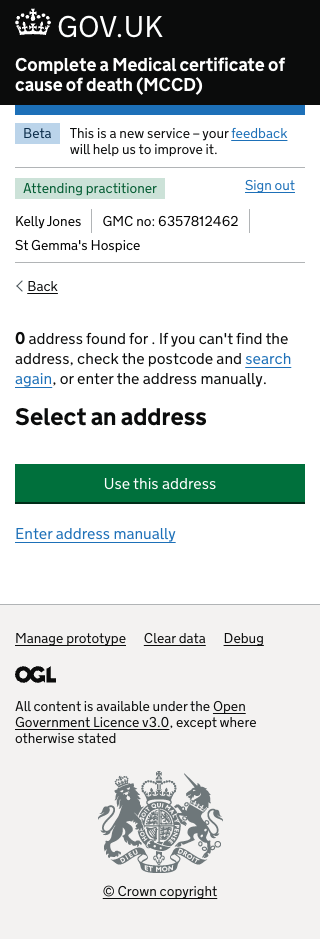 GOV.UK
Complete a Medical certificate of
cause of death (MCCD)
Beta
This is a new service – your feedback
will help us to improve it.
Attending practitioner
Sign out
Kelly Jones
GMC no: 6357812462
St Gemma's Hospice
Back
0 address found for . If you can't find the
address, check the postcode and search
again, or enter the address manually.
Select an address
Use this address
Enter address manually
Manage prototype
Clear data
Debug
OGL
All content is available under the Open
Government Licence v3.0, except where
otherwise stated
DIEU ET MON DROIT
© Crown copyright